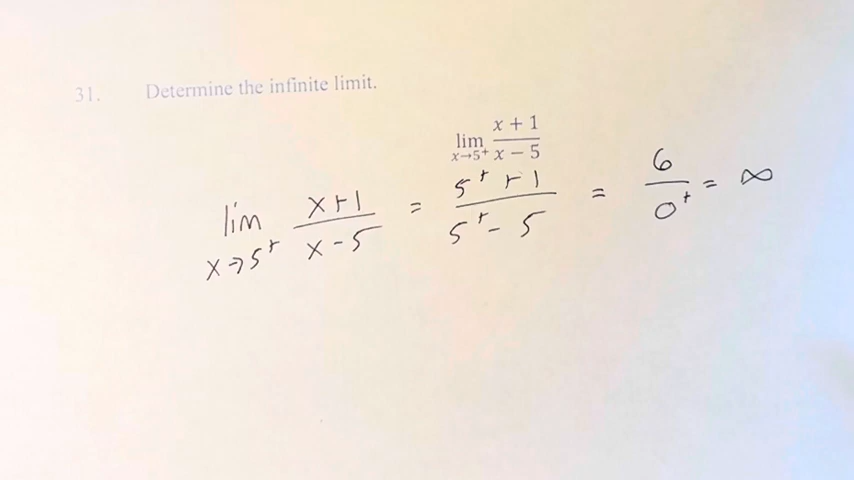 31. Determine the infinite limit.
lim x→5⁺ (x + 1)/(x − 5)
lim x→5⁺ (x+1)/(x−5) = (5⁺+1)/(5⁺−5) = 6/0⁺ = ∞